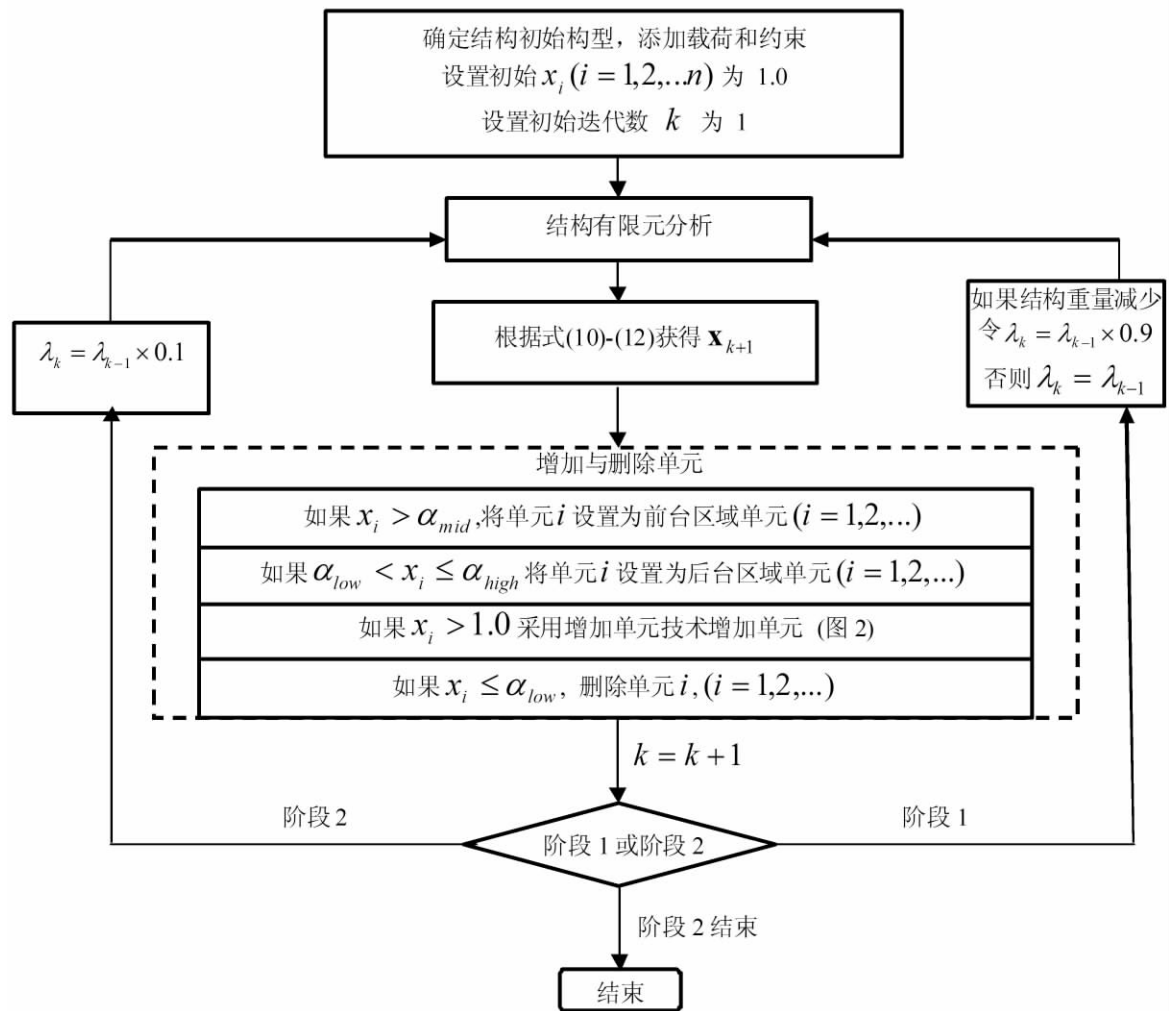 确定结构初始构型，添加载荷和约束
设置初始 x_i (i = 1,2,...n) 为 1.0
设置初始迭代数 k 为 1
结构有限元分析
如果结构重量减少
令 λ_k = λ_{k−1} × 0.9
否则 λ_k = λ_{k−1}
λ_k = λ_{k−1} × 0.1
根据式(10)-(12)获得 x_{k+1}
增加与删除单元
如果 x_i > α_{mid},将单元 i 设置为前台区域单元 (i = 1,2,...)
如果 α_{low} < x_i ≤ α_{high} 将单元 i 设置为后台区域单元 (i = 1,2,...)
如果 x_i > 1.0 采用增加单元技术增加单元 (图 2)
如果 x_i ≤ α_{low}, 删除单元 i, (i = 1,2,...)
k = k + 1
阶段 2
阶段 1
阶段 1 或阶段 2
阶段 2 结束
结束